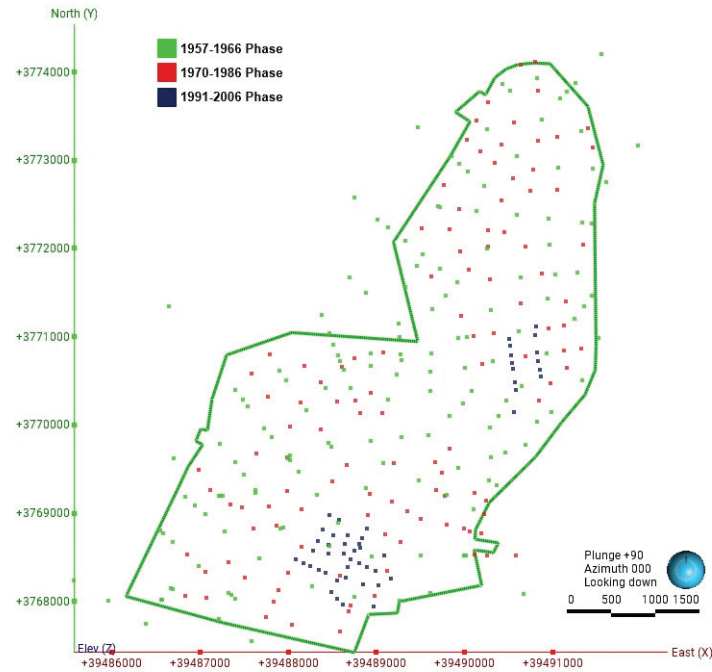 North (Y)
1957-1966 Phase
1970-1986 Phase
1991-2006 Phase
+3774000
+3773000
+3772000
+3771000
+3770000
+3769000
+3768000
Plunge +90
Azimuth 000
Looking down
0 500 1000 1500
Elev (Z)
East (X)
+39486000 +39487000 +39488000 +39489000 +39490000 +39491000